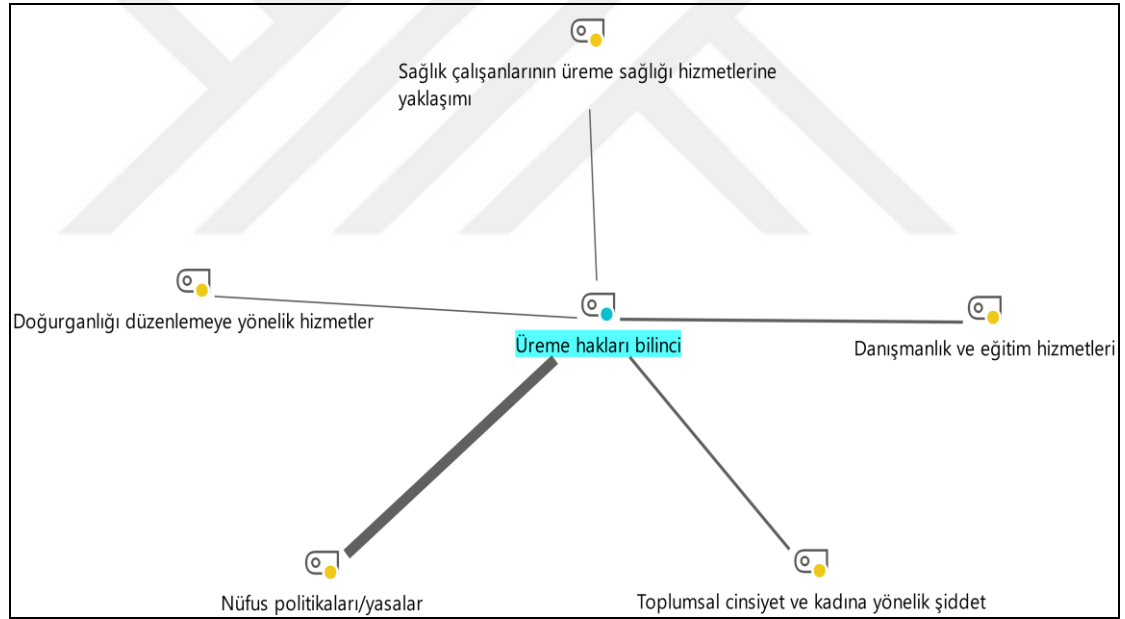 Sağlık çalışanlarının üreme sağlığı hizmetlerine
yaklaşımı
Doğurganlığı düzenlemeye yönelik hizmetler
Üreme hakları bilinci
Danışmanlık ve eğitim hizmetleri
Nüfus politikaları/yasalar
Toplumsal cinsiyet ve kadına yönelik şiddet